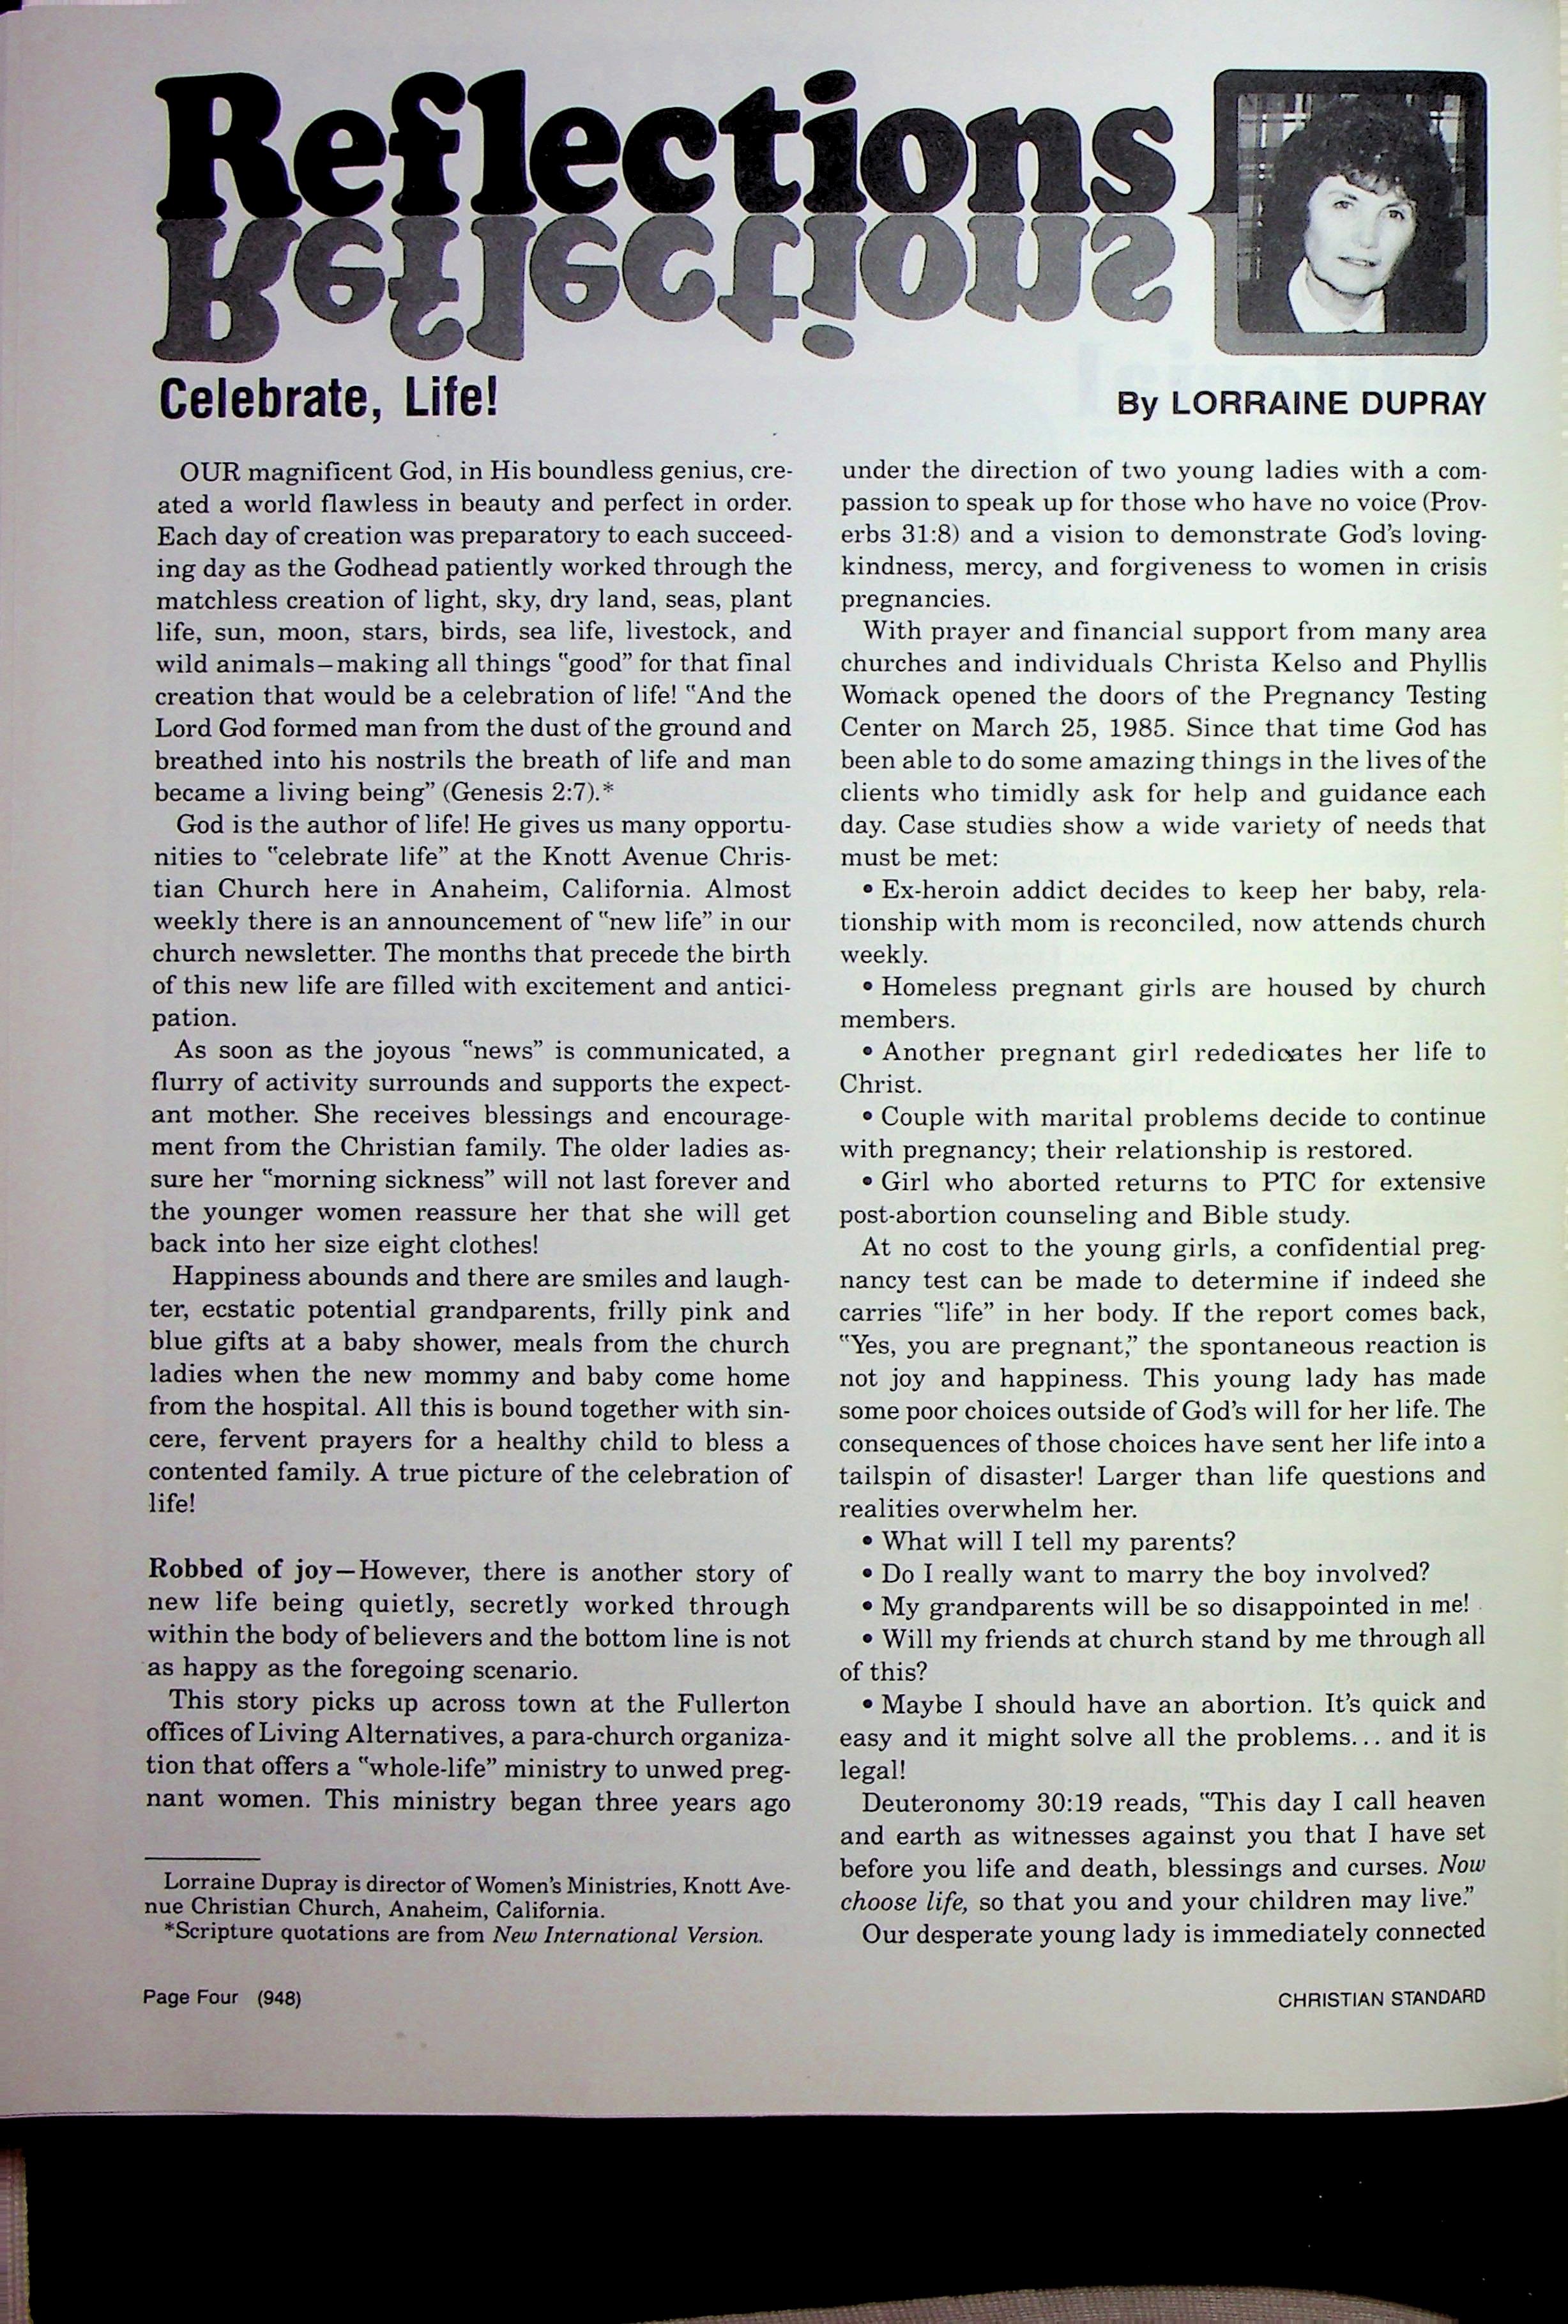 Reflections
Reflections
Celebrate, Life!
By LORRAINE DUPRAY
OUR magnificent God, in His boundless genius, cre-
ated a world flawless in beauty and perfect in order.
Each day of creation was preparatory to each succeed-
ing day as the Godhead patiently worked through the
matchless creation of light, sky, dry land, seas, plant
life, sun, moon, stars, birds, sea life, livestock, and
wild animals—making all things "good" for that final
creation that would be a celebration of life! "And the
Lord God formed man from the dust of the ground and
breathed into his nostrils the breath of life and man
became a living being" (Genesis 2:7).*
God is the author of life! He gives us many opportu-
nities to "celebrate life" at the Knott Avenue Chris-
tian Church here in Anaheim, California. Almost
weekly there is an announcement of "new life" in our
church newsletter. The months that precede the birth
of this new life are filled with excitement and antici-
pation.
As soon as the joyous "news" is communicated, a
flurry of activity surrounds and supports the expect-
ant mother. She receives blessings and encourage-
ment from the Christian family. The older ladies as-
sure her "morning sickness" will not last forever and
the younger women reassure her that she will get
back into her size eight clothes!
Happiness abounds and there are smiles and laugh-
ter, ecstatic potential grandparents, frilly pink and
blue gifts at a baby shower, meals from the church
ladies when the new mommy and baby come home
from the hospital. All this is bound together with sin-
cere, fervent prayers for a healthy child to bless a
contented family. A true picture of the celebration of
life!
Robbed of joy—However, there is another story of
new life being quietly, secretly worked through
within the body of believers and the bottom line is not
as happy as the foregoing scenario.
This story picks up across town at the Fullerton
offices of Living Alternatives, a para-church organiza-
tion that offers a "whole-life" ministry to unwed preg-
nant women. This ministry began three years ago
Lorraine Dupray is director of Women's Ministries, Knott Ave-
nue Christian Church, Anaheim, California.
*Scripture quotations are from New International Version.
under the direction of two young ladies with a com-
passion to speak up for those who have no voice (Prov-
erbs 31:8) and a vision to demonstrate God's loving-
kindness, mercy, and forgiveness to women in crisis
pregnancies.
With prayer and financial support from many area
churches and individuals Christa Kelso and Phyllis
Womack opened the doors of the Pregnancy Testing
Center on March 25, 1985. Since that time God has
been able to do some amazing things in the lives of the
clients who timidly ask for help and guidance each
day. Case studies show a wide variety of needs that
must be met:
• Ex-heroin addict decides to keep her baby, rela-
tionship with mom is reconciled, now attends church
weekly.
• Homeless pregnant girls are housed by church
members.
• Another pregnant girl rededicates her life to
Christ.
• Couple with marital problems decide to continue
with pregnancy; their relationship is restored.
• Girl who aborted returns to PTC for extensive
post-abortion counseling and Bible study.
At no cost to the young girls, a confidential preg-
nancy test can be made to determine if indeed she
carries "life" in her body. If the report comes back,
"Yes, you are pregnant," the spontaneous reaction is
not joy and happiness. This young lady has made
some poor choices outside of God's will for her life. The
consequences of those choices have sent her life into a
tailspin of disaster! Larger than life questions and
realities overwhelm her.
• What will I tell my parents?
• Do I really want to marry the boy involved?
• My grandparents will be so disappointed in me!
• Will my friends at church stand by me through all
of this?
• Maybe I should have an abortion. It's quick and
easy and it might solve all the problems... and it is
legal!
Deuteronomy 30:19 reads, "This day I call heaven
and earth as witnesses against you that I have set
before you life and death, blessings and curses. Now
choose life, so that you and your children may live."
Our desperate young lady is immediately connected
Page Four (948)
CHRISTIAN STANDARD